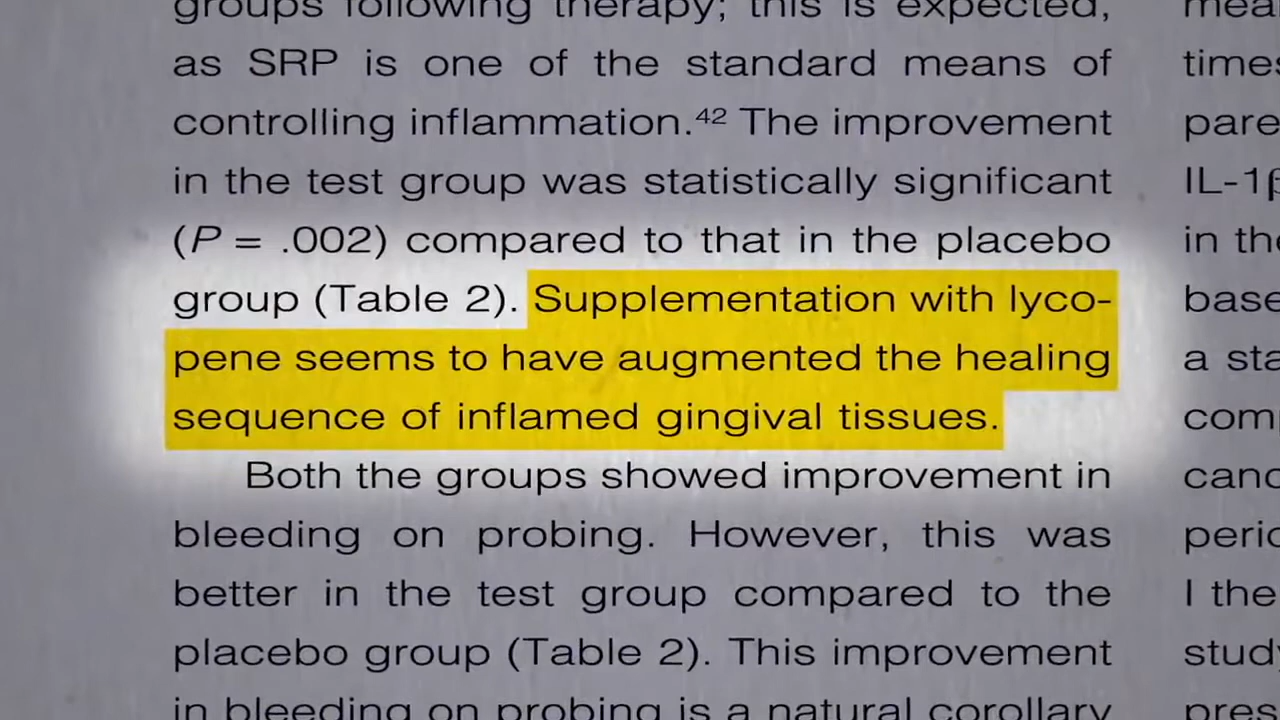 groups following therapy; this is expected,
as SRP is one of the standard means of
controlling inflammation.⁴² The improvement
in the test group was statistically significant
(P = .002) compared to that in the placebo
group (Table 2). Supplementation with lyco-
pene seems to have augmented the healing
sequence of inflamed gingival tissues.
Both the groups showed improvement in
bleeding on probing. However, this was
better in the test group compared to the
placebo group (Table 2). This improvement
in bleeding on probing is a natural corollary
IL-1β
a
I the